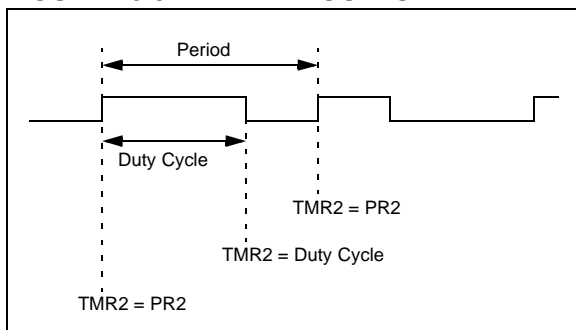 Period
Duty Cycle
TMR2 = PR2
TMR2 = Duty Cycle
TMR2 = PR2